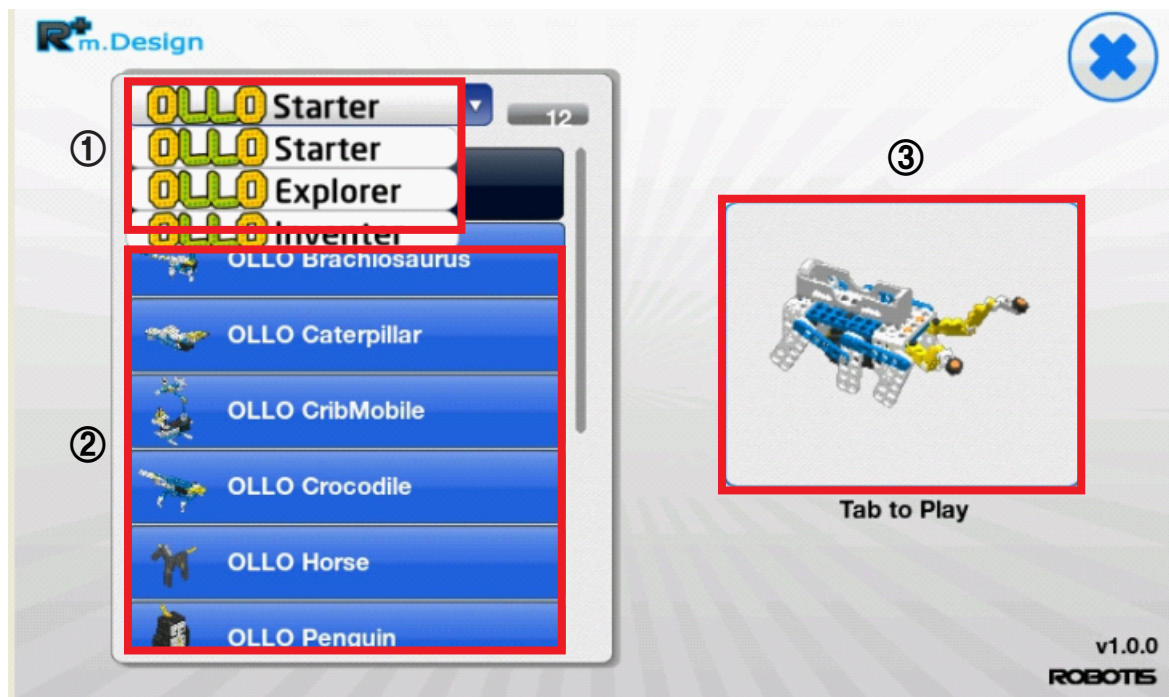 R+m.Design
①
OLLO Starter
12
OLLO Starter
OLLO Explorer
OLLO Inventer
②
OLLO Brachiosaurus
OLLO Caterpillar
OLLO CribMobile
OLLO Crocodile
OLLO Horse
OLLO Penguin
③
Tab to Play
v1.0.0
ROBOTIS